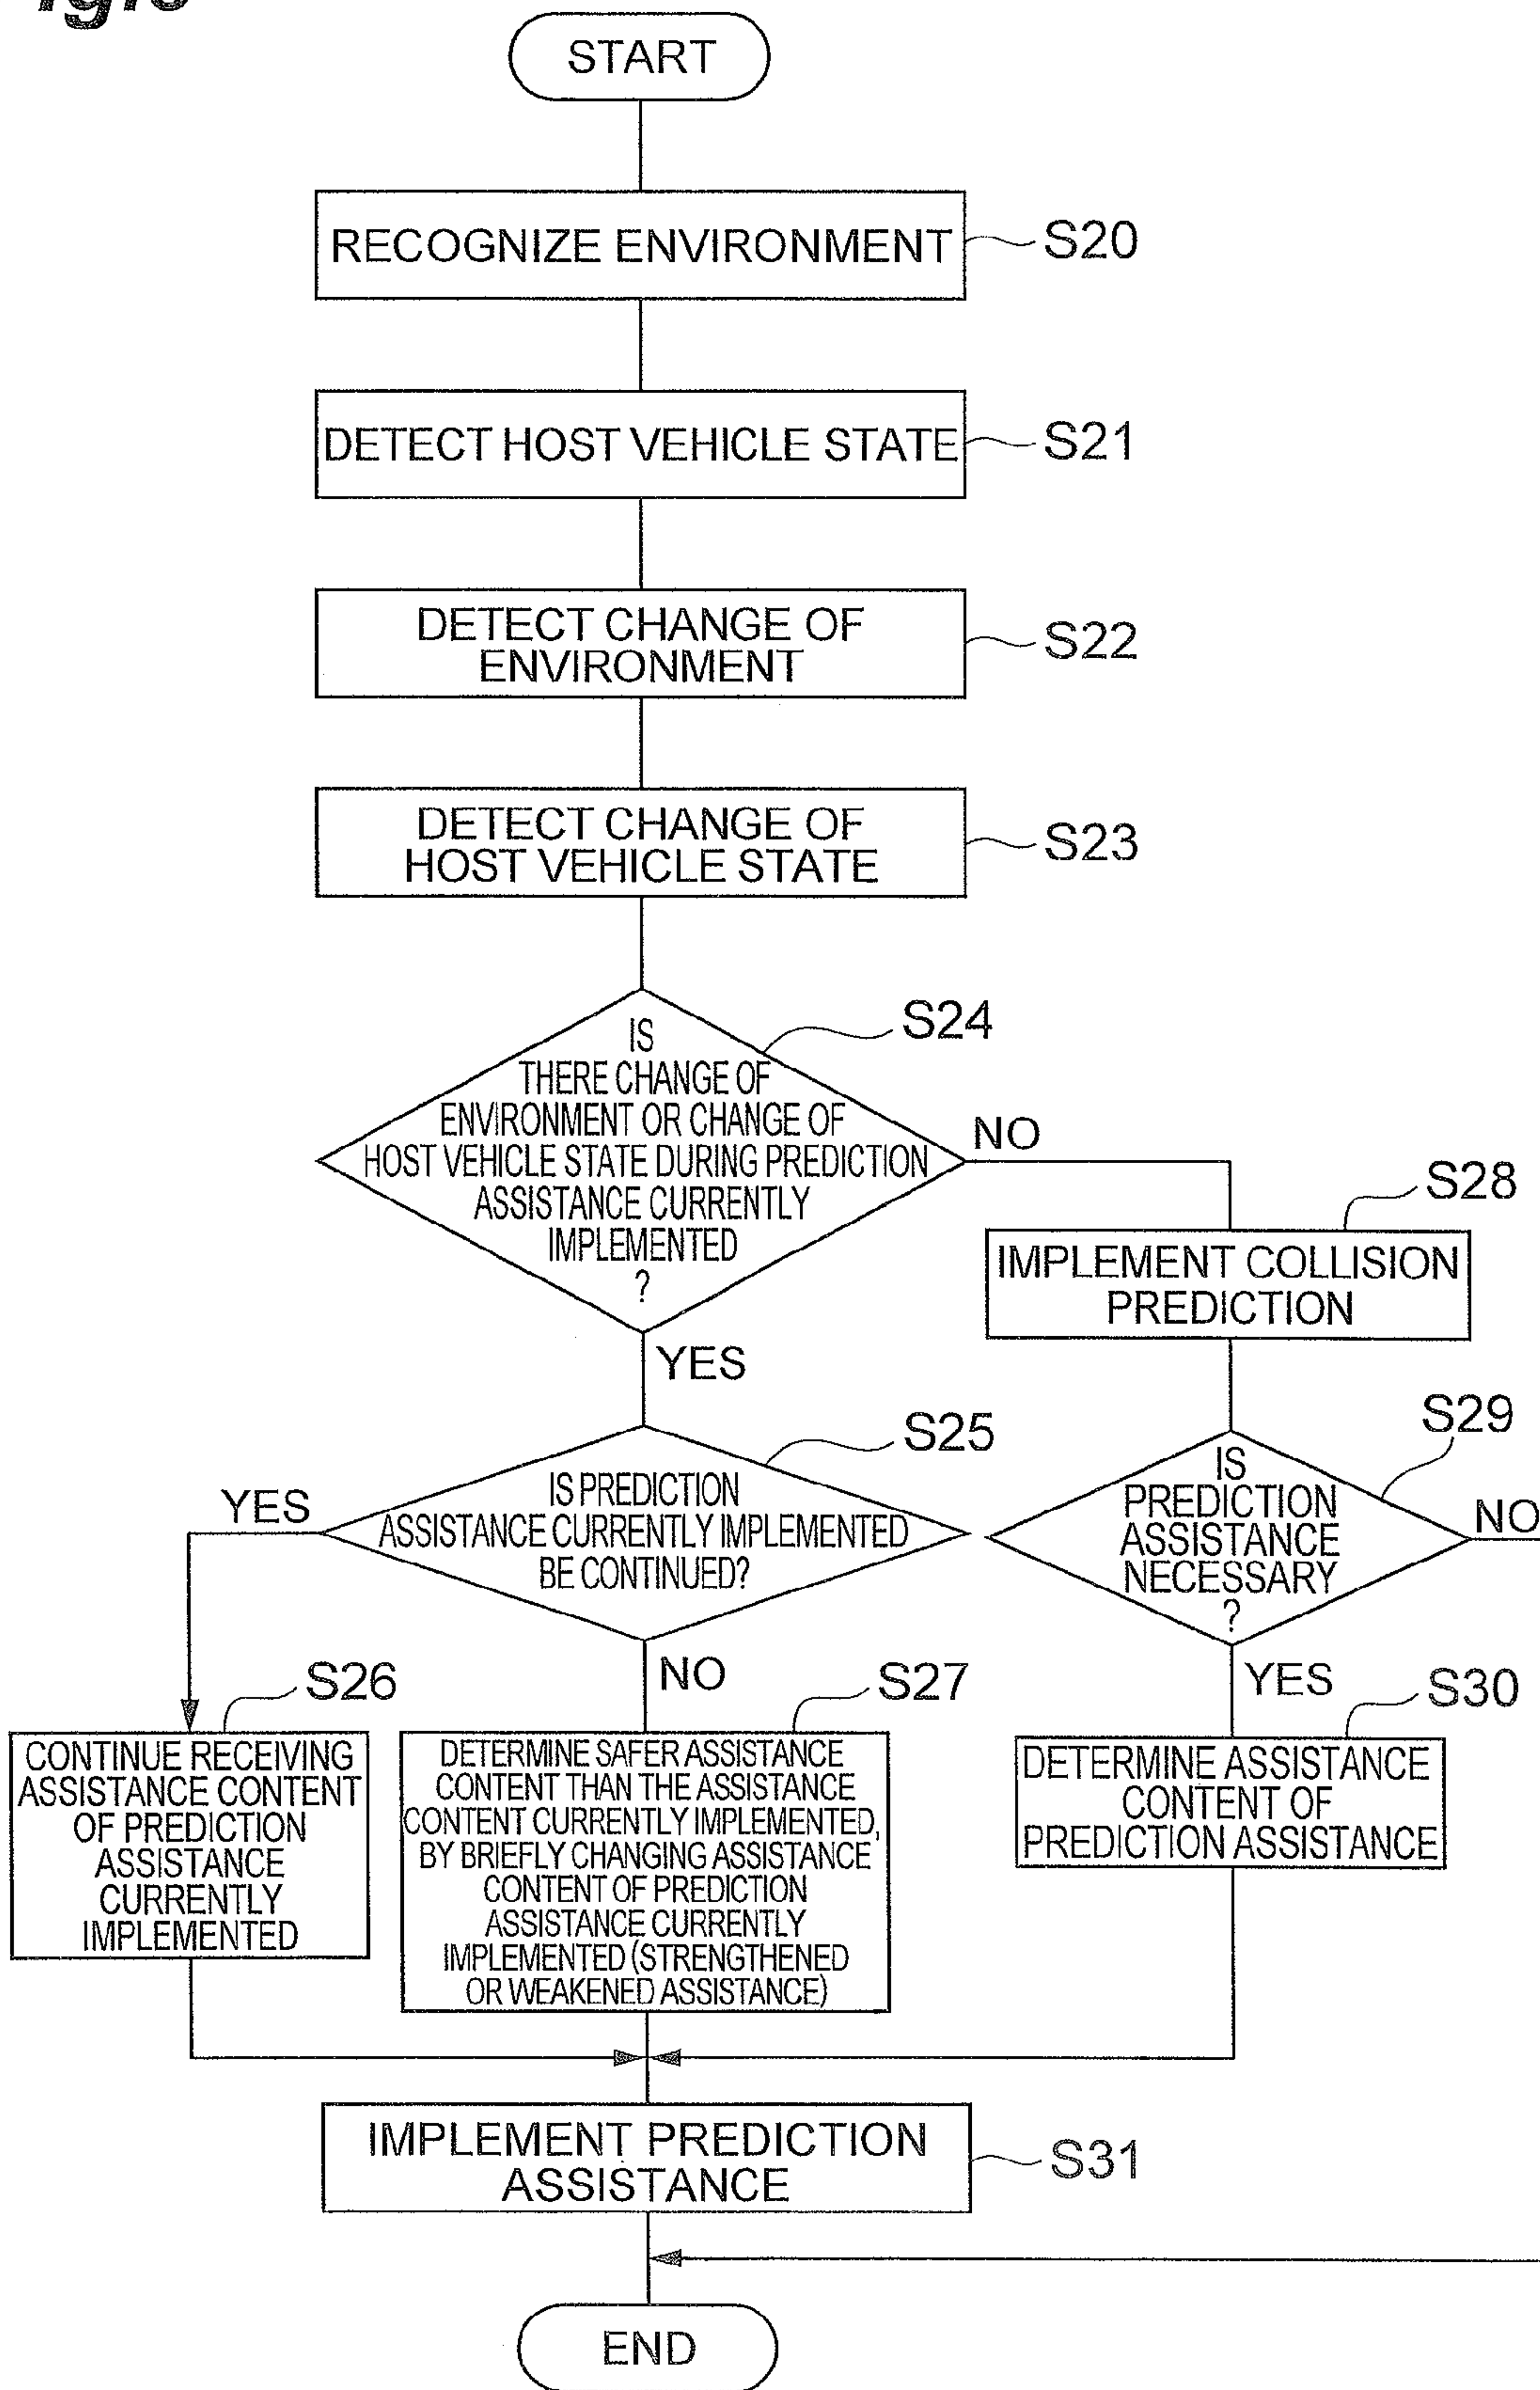 START
RECOGNIZE ENVIRONMENT
S20
DETECT HOST VEHICLE STATE
S21
DETECT CHANGE OF
ENVIRONMENT
S22
DETECT CHANGE OF
HOST VEHICLE STATE
S23
S24
IS
THERE CHANGE OF
ENVIRONMENT OR CHANGE OF
HOST VEHICLE STATE DURING PREDICTION
ASSISTANCE CURRENTLY
IMPLEMENTED
?
NO
YES
S28
IMPLEMENT COLLISION
PREDICTION
S25
IS PREDICTION
ASSISTANCE CURRENTLY IMPLEMENTED
BE CONTINUED?
YES
NO
S29
IS
PREDICTION
ASSISTANCE
NECESSARY
?
NO
YES
S26
CONTINUE RECEIVING
ASSISTANCE CONTENT
OF PREDICTION
ASSISTANCE
CURRENTLY
IMPLEMENTED
S27
DETERMINE SAFER ASSISTANCE
CONTENT THAN THE ASSISTANCE
CONTENT CURRENTLY IMPLEMENTED,
BY BRIEFLY CHANGING ASSISTANCE
CONTENT OF PREDICTION
ASSISTANCE CURRENTLY
IMPLEMENTED (STRENGTHENED
OR WEAKENED ASSISTANCE)
S30
DETERMINE ASSISTANCE
CONTENT OF
PREDICTION ASSISTANCE
IMPLEMENT PREDICTION
ASSISTANCE
S31
END